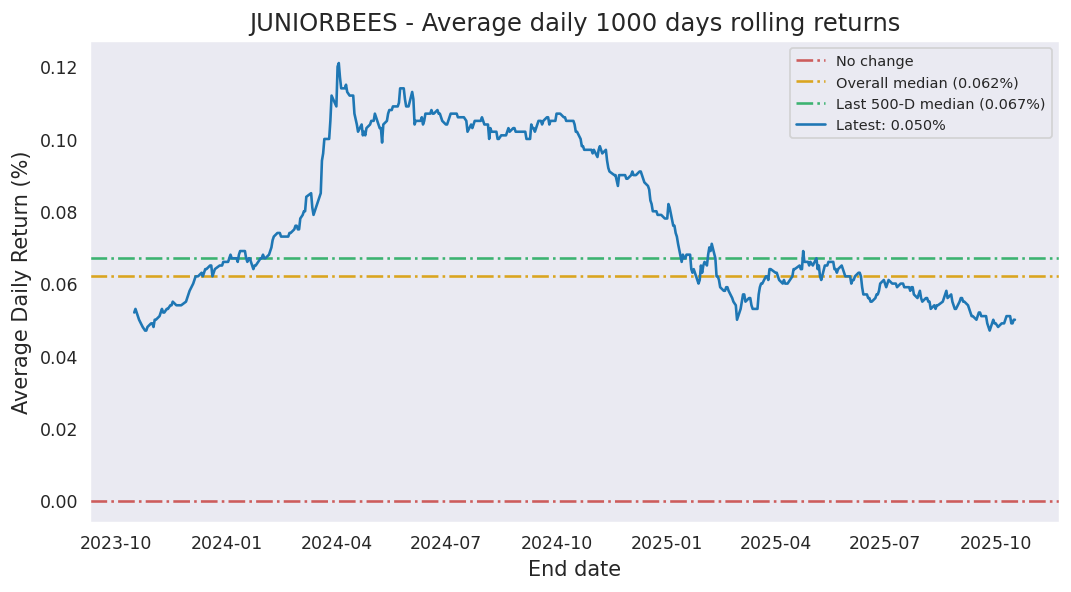 JUNIORBEES - Average daily 1000 days rolling returns
No change
Overall median (0.062%)
Last 500-D median (0.067%)
Latest: 0.050%
Average Daily Return (%)
0.12
0.10
0.08
0.06
0.04
0.02
0.00
2023-10 2024-01 2024-04 2024-07 2024-10 2025-01 2025-04 2025-07 2025-10
End date